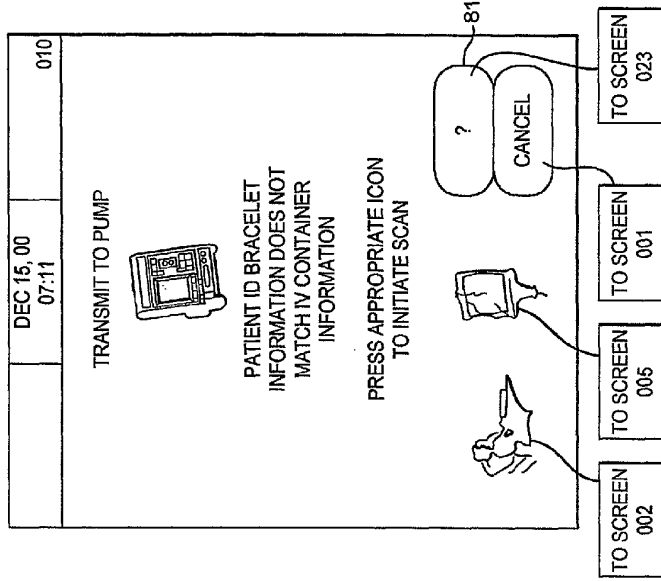 DEC 15, 00
07:11
010
TRANSMIT TO PUMP
PATIENT ID BRACELET
INFORMATION DOES NOT
MATCH IV CONTAINER
INFORMATION
PRESS APPROPRIATE ICON
TO INITIATE SCAN
?
CANCEL
81
TO SCREEN
002
TO SCREEN
005
TO SCREEN
001
TO SCREEN
023